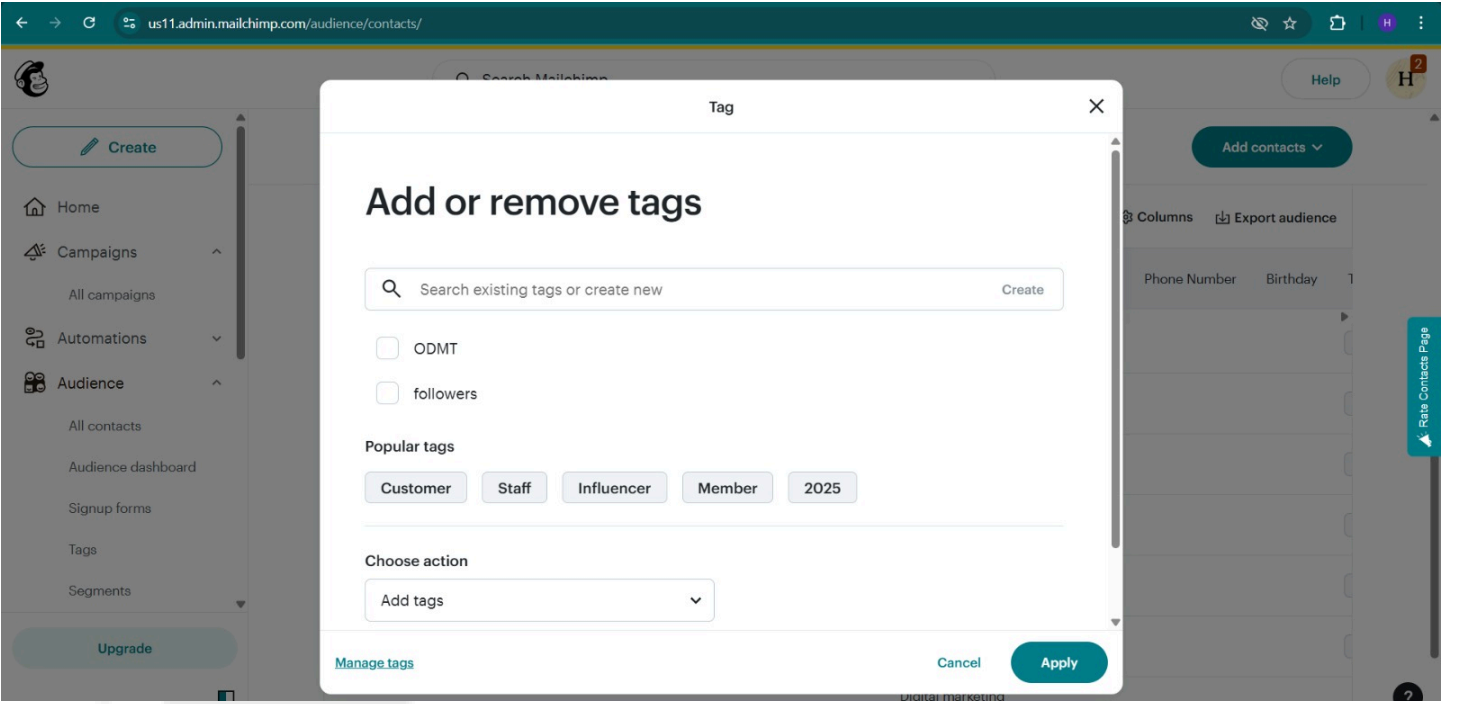 us11.admin.mailchimp.com/audience/contacts/
H
Search Mailchimp
Help
H
2
Tag
Create
Add contacts
Home
Add or remove tags
Columns
Export audience
Campaigns
Phone Number
Birthday
T
All campaigns
Search existing tags or create new
Create
Automations
ODMT
Rate Contacts Page
Audience
followers
All contacts
Popular tags
Audience dashboard
Customer
Staff
Influencer
Member
2025
Signup forms
Tags
Choose action
Segments
Add tags
Upgrade
Manage tags
Cancel
Apply
Digital marketing
?